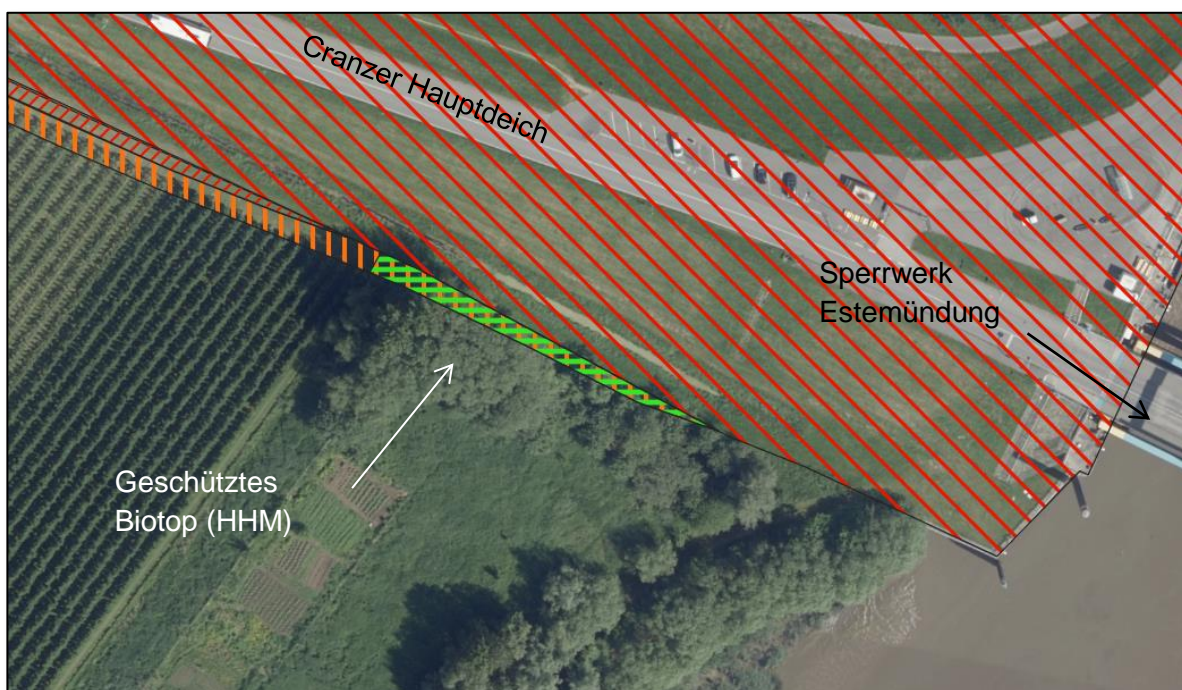 Cranzer Hauptdeich
Sperrwerk
Estemündung
Geschütztes
Biotop (HHM)